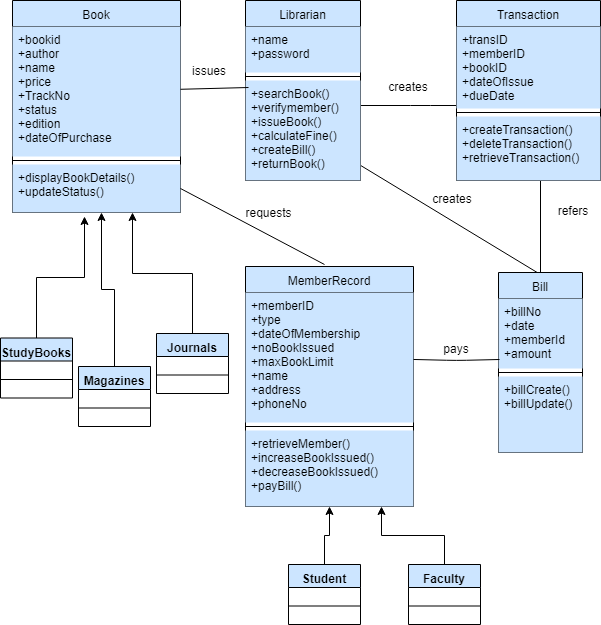 Book
+bookid
+author
+name
+price
+TrackNo
+status
+edition
+dateOfPurchase
+displayBookDetails()
+updateStatus()
issues
Librarian
+name
+password
+searchBook()
+verifymember()
+issueBook()
+calculateFine()
+createBill()
+returnBook()
creates
Transaction
+transID
+memberID
+bookID
+dateOfIssue
+dueDate
+createTransaction()
+deleteTransaction()
+retrieveTransaction()
creates
refers
requests
StudyBooks
Magazines
Journals
MemberRecord
+memberID
+type
+dateOfMembership
+noBookIssued
+maxBookLimit
+name
+address
+phoneNo
+retrieveMember()
+increaseBookIssued()
+decreaseBookIssued()
+payBill()
pays
Bill
+billNo
+date
+memberId
+amount
+billCreate()
+billUpdate()
Student
Faculty